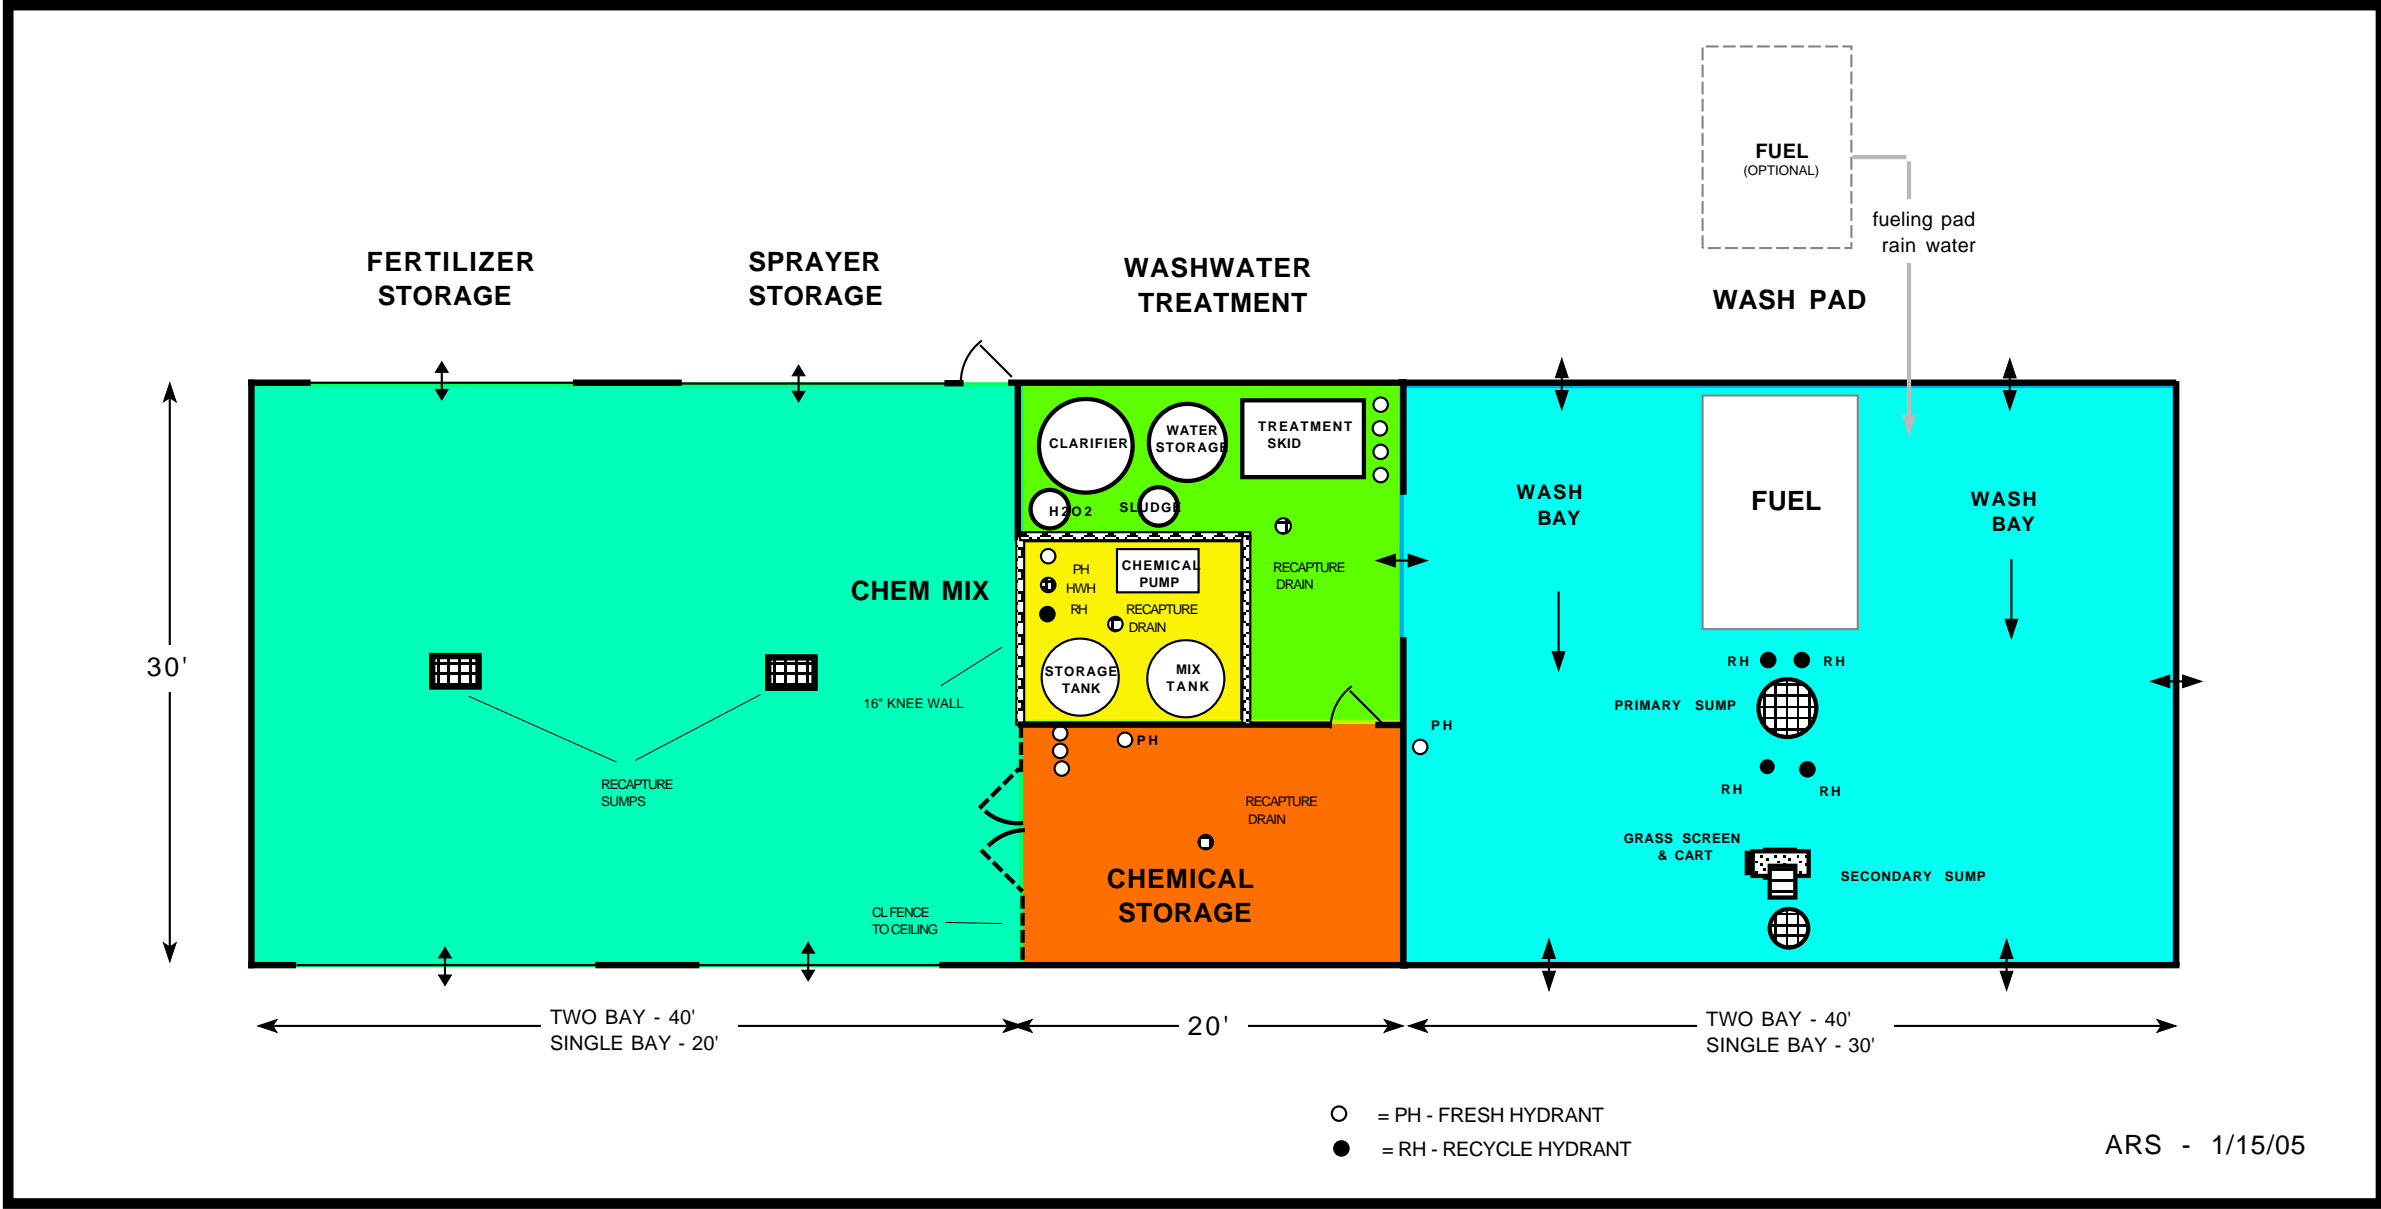 FUEL
(OPTIONAL)
fueling pad
rain water
FERTILIZER
STORAGE
SPRAYER
STORAGE
WASHWATER
TREATMENT
WASH PAD
CLARIFIER
WATER
STORAGE
TREATMENT
SKID
H2O2
SLUDGE
WASH
BAY
FUEL
WASH
BAY
CHEM MIX
PH
HWH
RH
CHEMICAL
PUMP
RECAPTURE
DRAIN
RECAPTURE
DRAIN
STORAGE
TANK
MIX
TANK
30'
16" KNEE WALL
RH
RH
PRIMARY SUMP
PH
PH
RH
RH
RECAPTURE
SUMPS
RECAPTURE
DRAIN
GRASS SCREEN
& CART
SECONDARY SUMP
CHEMICAL
STORAGE
CL FENCE
TO CEILING
TWO BAY - 40'
SINGLE BAY - 20'
20'
TWO BAY - 40'
SINGLE BAY - 30'
= PH - FRESH HYDRANT
= RH - RECYCLE HYDRANT
ARS - 1/15/05